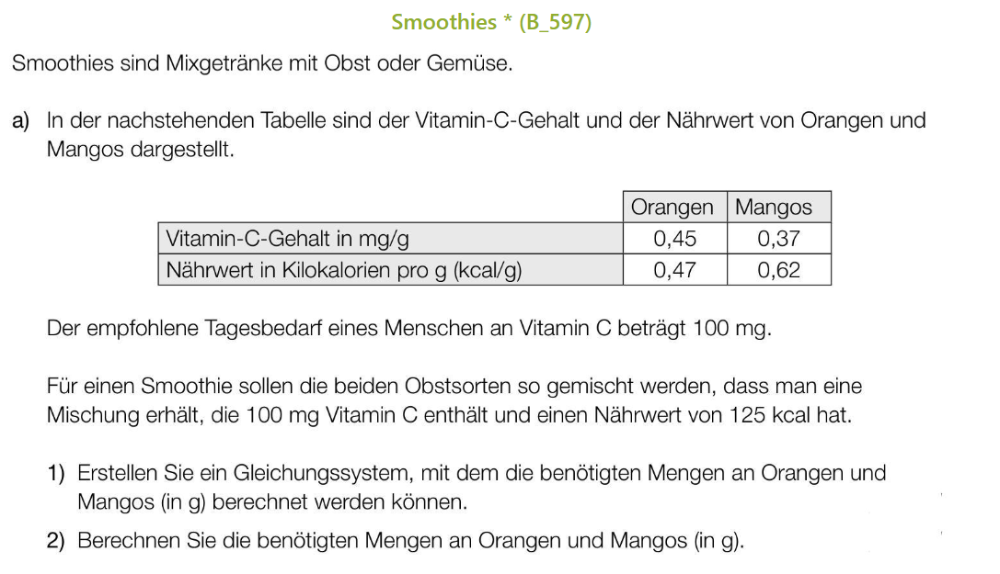 Smoothies * (B_597)
Smoothies sind Mixgetränke mit Obst oder Gemüse.
a) In der nachstehenden Tabelle sind der Vitamin-C-Gehalt und der Nährwert von Orangen und
Mangos dargestellt.
Orangen Mangos
Vitamin-C-Gehalt in mg/g 0,45 0,37
Nährwert in Kilokalorien pro g (kcal/g) 0,47 0,62
Der empfohlene Tagesbedarf eines Menschen an Vitamin C beträgt 100 mg.
Für einen Smoothie sollen die beiden Obstsorten so gemischt werden, dass man eine
Mischung erhält, die 100 mg Vitamin C enthält und einen Nährwert von 125 kcal hat.
1) Erstellen Sie ein Gleichungssystem, mit dem die benötigten Mengen an Orangen und
Mangos (in g) berechnet werden können.
2) Berechnen Sie die benötigten Mengen an Orangen und Mangos (in g).